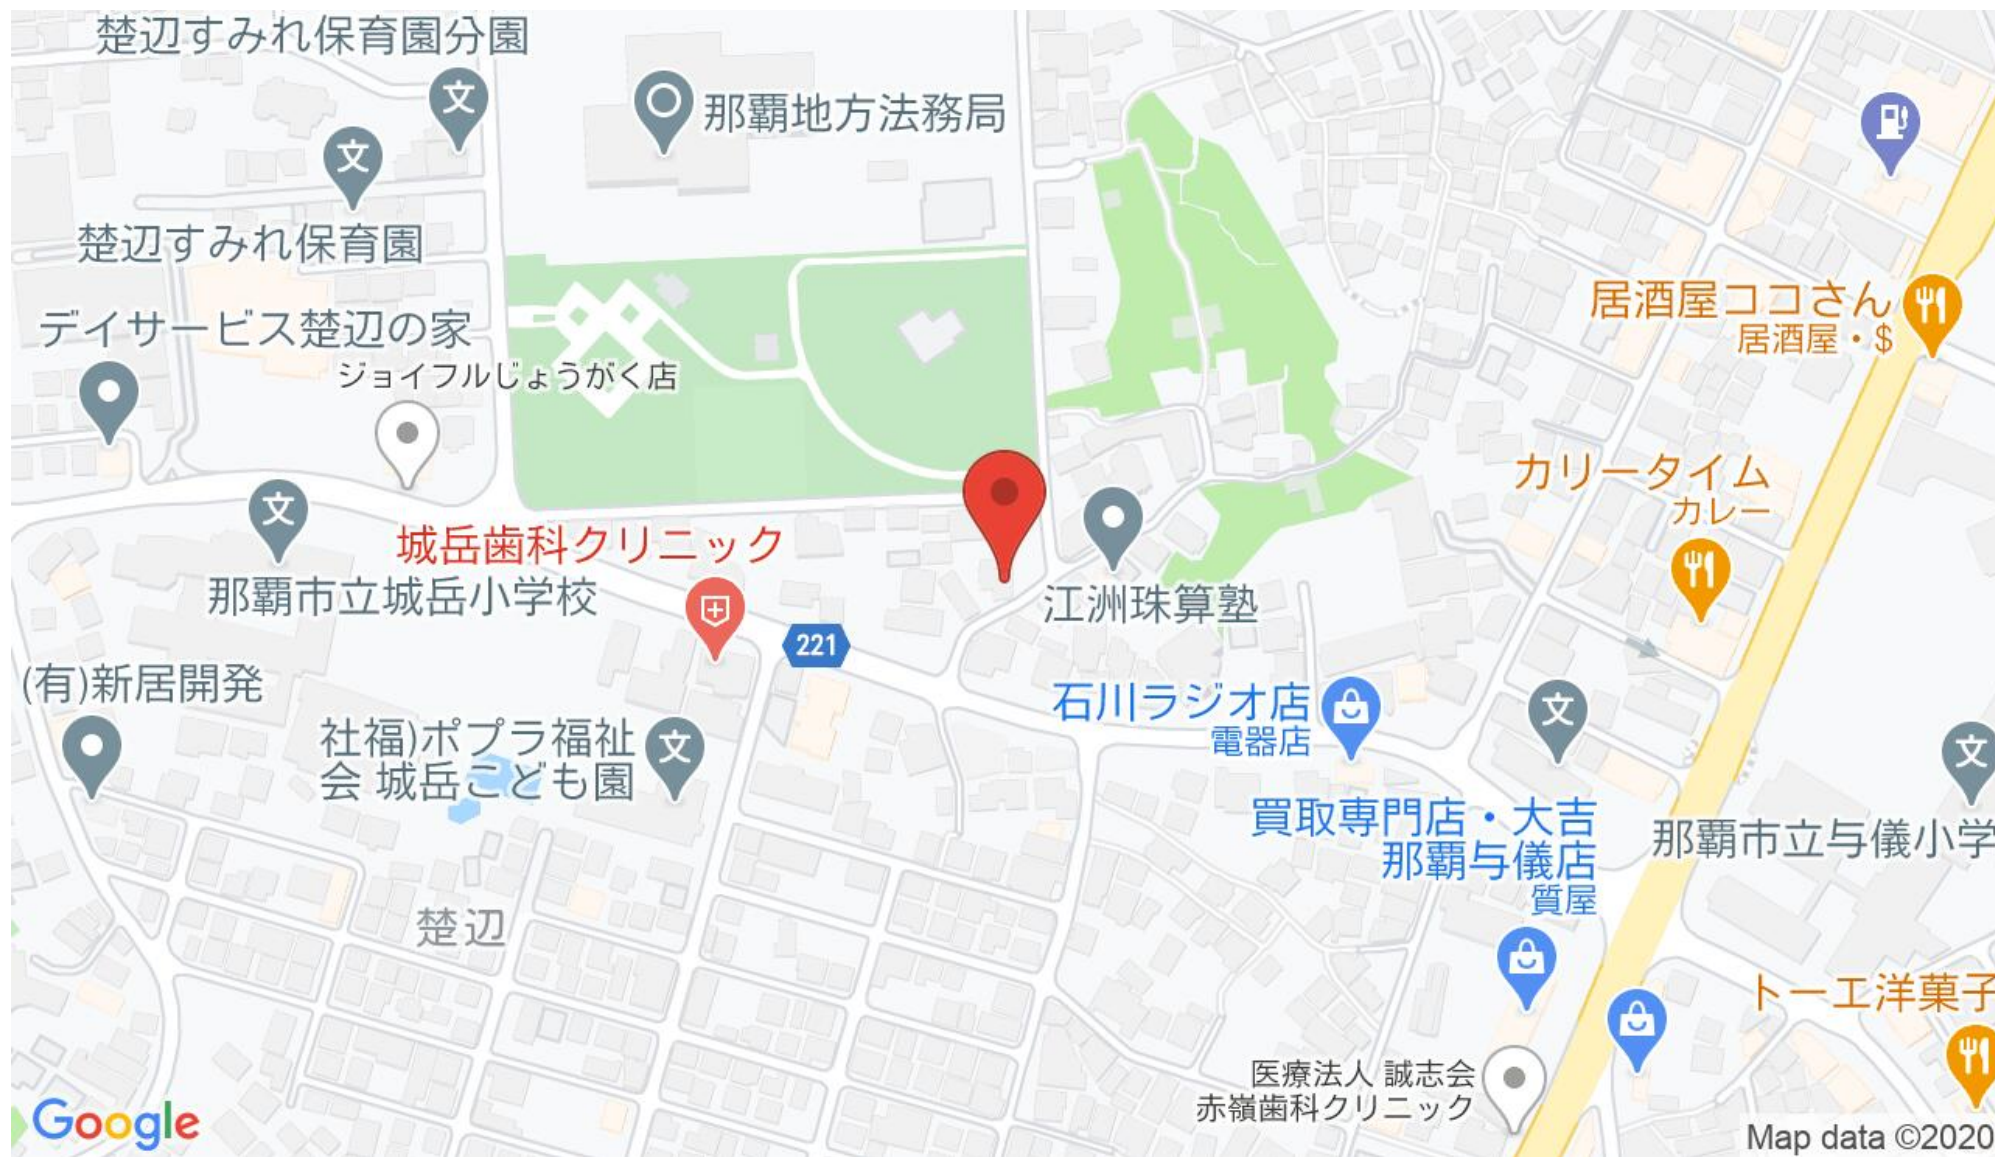 楚辺すみれ保育園分園
文
那覇地方法務局
文
楚辺すみれ保育園
居酒屋ココさん
居酒屋・$
デイサービス楚辺の家
ジョイフルじょうがく店
カリータイム
カレー
文
城岳歯科クリニック
那覇市立城岳小学校
江洲珠算塾
221
(有)新居開発
石川ラジオ店
電器店
文
社福)ポプラ福祉
会 城岳こども園
文
文
買取専門店・大吉
那覇与儀店
質屋
那覇市立与儀小学
楚辺
トーエ洋菓子
医療法人 誠志会
赤嶺歯科クリニック
Google
Map data ©2020